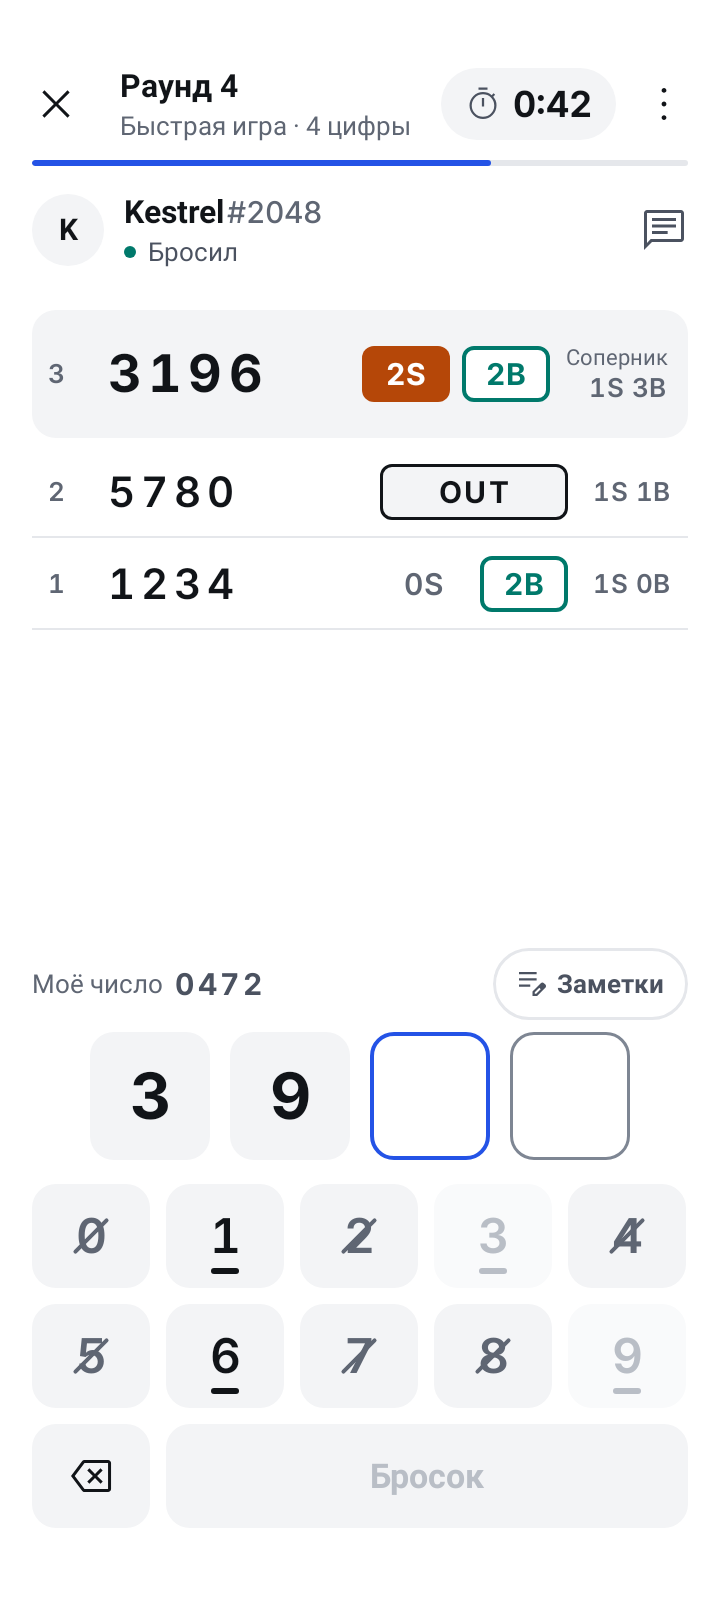 Раунд 4
Быстрая игра · 4 цифры
0:42
K
Kestrel#2048
Бросил
3 3196 2S 2B Соперник 1S 3B
2 5780 OUT 1S 1B
1 1234 0S 2B 1S 0B
Моё число 0472
Заметки
3 9
0 1 2 3 4
5 6 7 8 9
Бросок